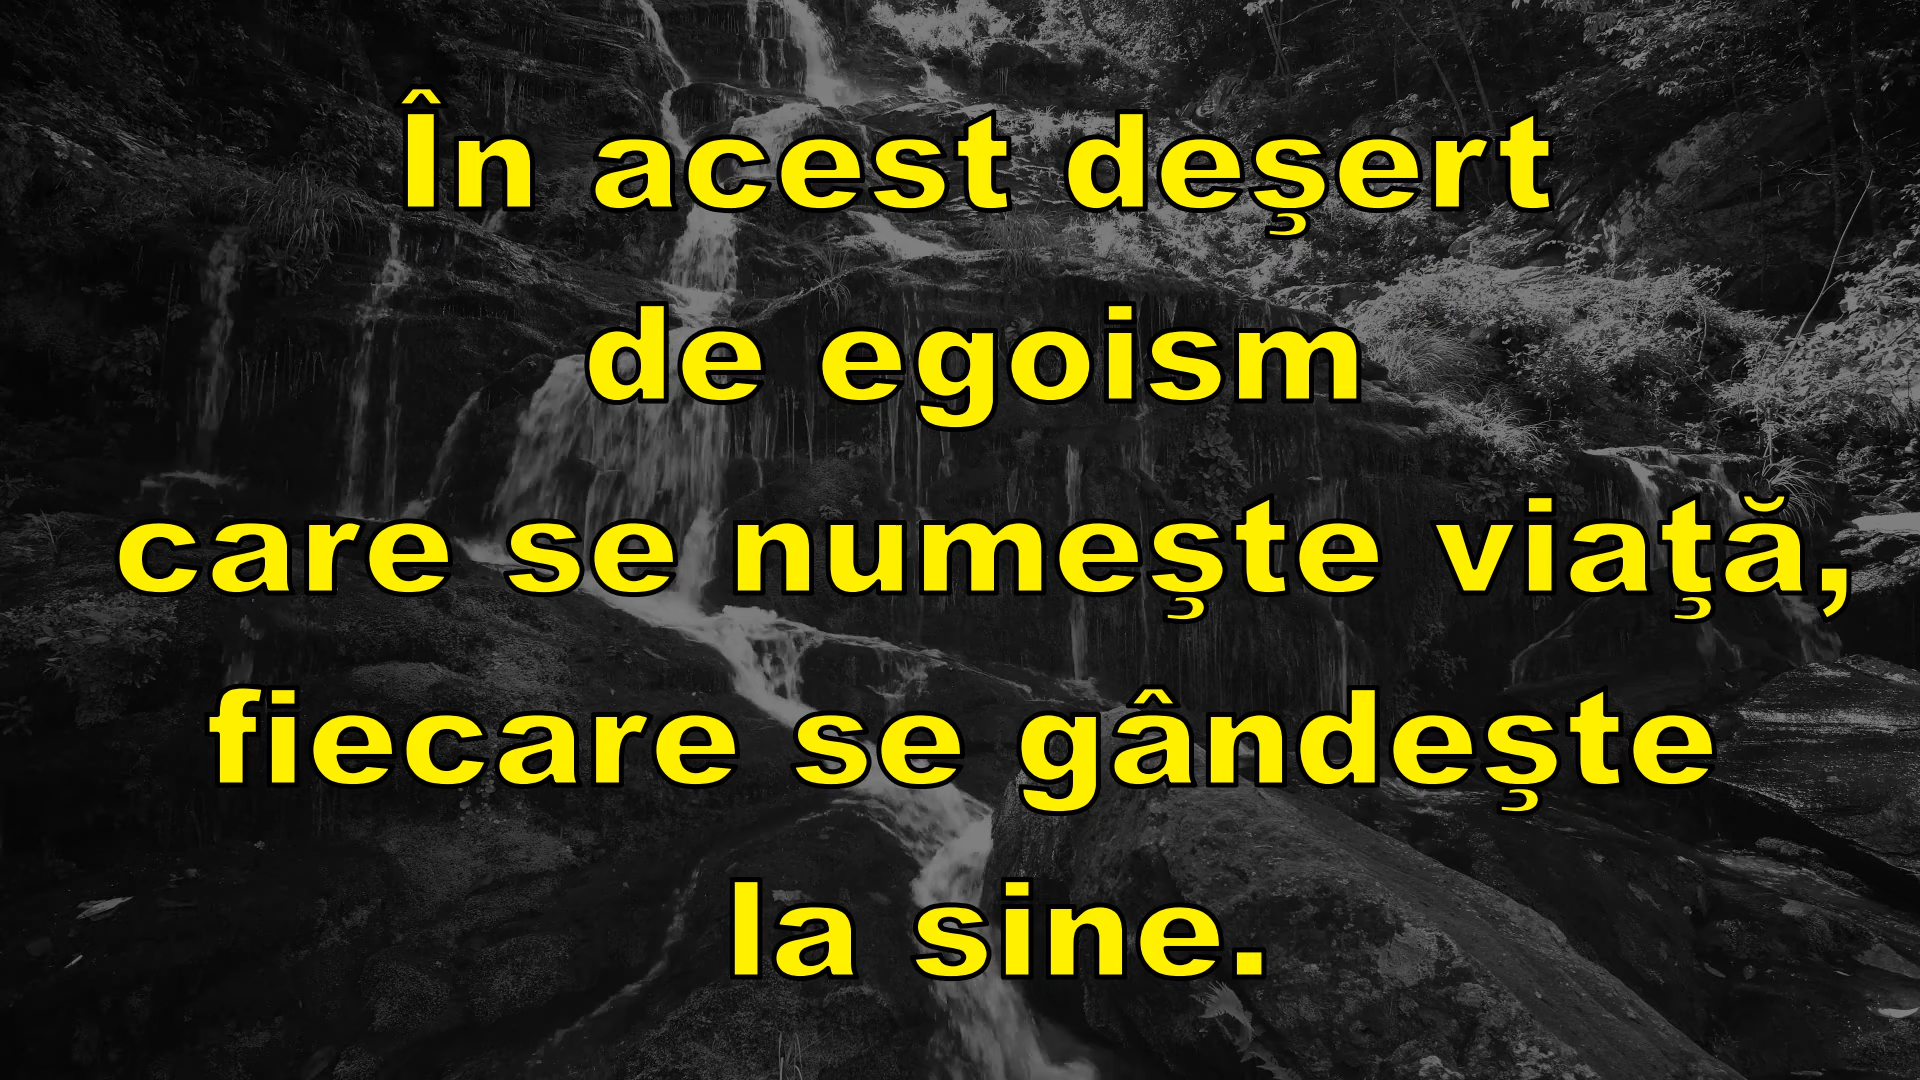 În acest deşert
de egoism
care se numeşte viaţă,
fiecare se gândeşte
la sine.